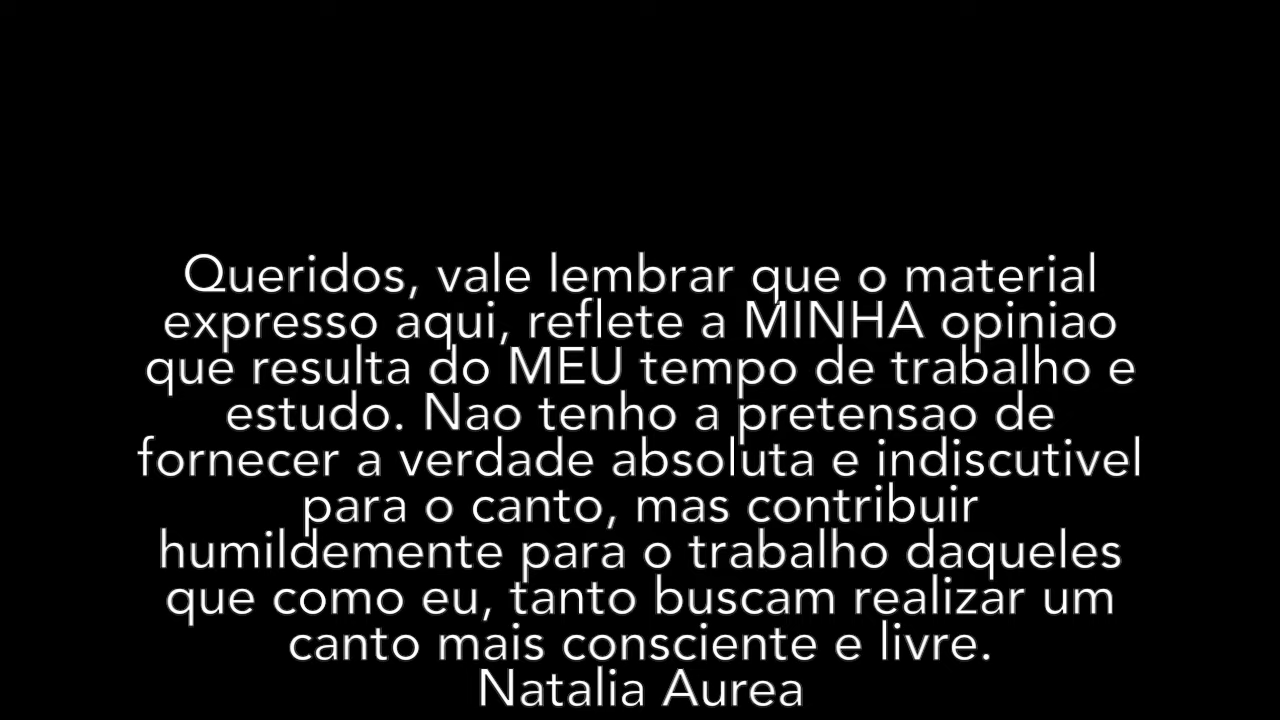 Queridos, vale lembrar que o material
expresso aqui, reflete a MINHA opiniao
que resulta do MEU tempo de trabalho e
estudo. Nao tenho a pretensao de
fornecer a verdade absoluta e indiscutivel
para o canto, mas contribuir
humildemente para o trabalho daqueles
que como eu, tanto buscam realizar um
canto mais consciente e livre.
Natalia Aurea